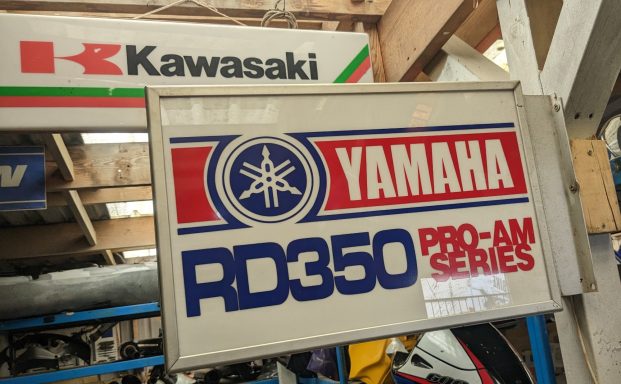 Kawasaki
YAMAHA
RD350
PRO-AM
SERIES